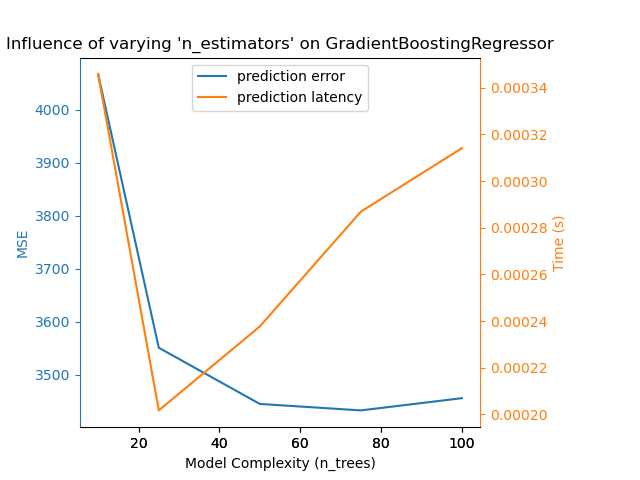 Influence of varying 'n_estimators' on GradientBoostingRegressor
prediction error
prediction latency
4000
3900
3800
3700
3600
3500
MSE
0.00034
0.00032
0.00030
0.00028
0.00026
0.00024
0.00022
0.00020
Time (s)
20 40 60 80 100
Model Complexity (n_trees)